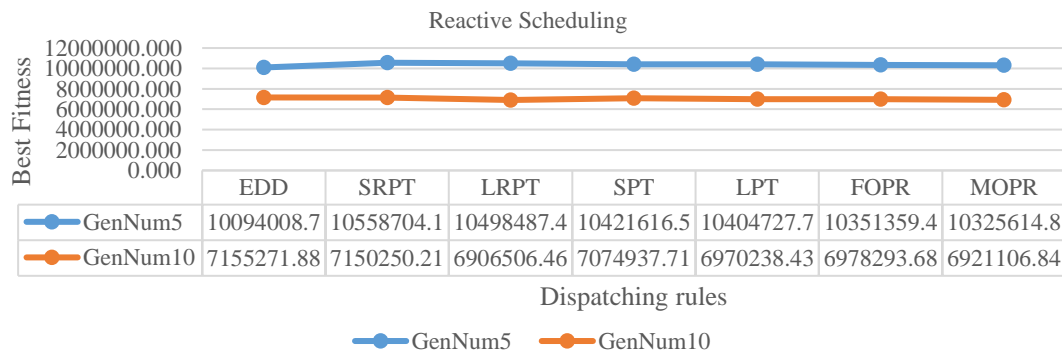 Reactive Scheduling
Best Fitness
12000000.000
10000000.000
8000000.000
6000000.000
4000000.000
2000000.000
0.000
EDD SRPT LRPT SPT LPT FOPR MOPR
GenNum5 10094008.7 10558704.1 10498487.4 10421616.5 10404727.7 10351359.4 10325614.8
GenNum10 7155271.88 7150250.21 6906506.46 7074937.71 6970238.43 6978293.68 6921106.84
Dispatching rules
GenNum5 GenNum10